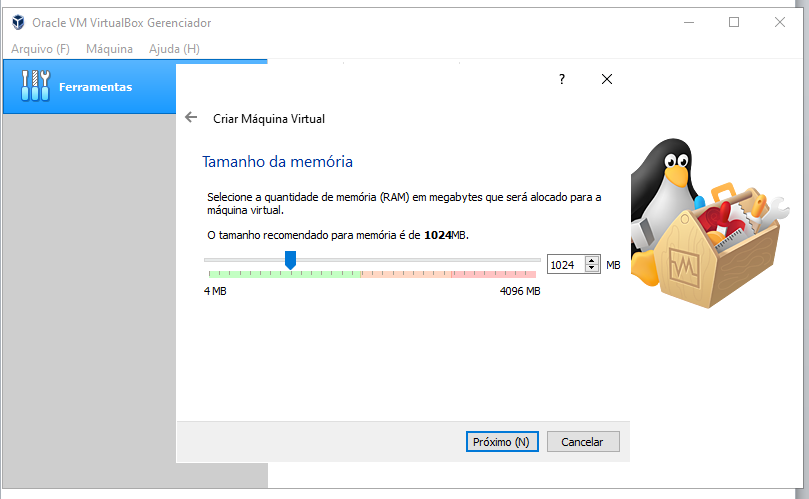 Oracle VM VirtualBox Gerenciador
Arquivo (F) Máquina Ajuda (H)
Ferramentas
?
Criar Máquina Virtual
Tamanho da memória
Selecione a quantidade de memória (RAM) em megabytes que será alocado para a
máquina virtual.
O tamanho recomendado para memória é de 1024MB.
1024 MB
4 MB 4096 MB
Próximo (N) Cancelar